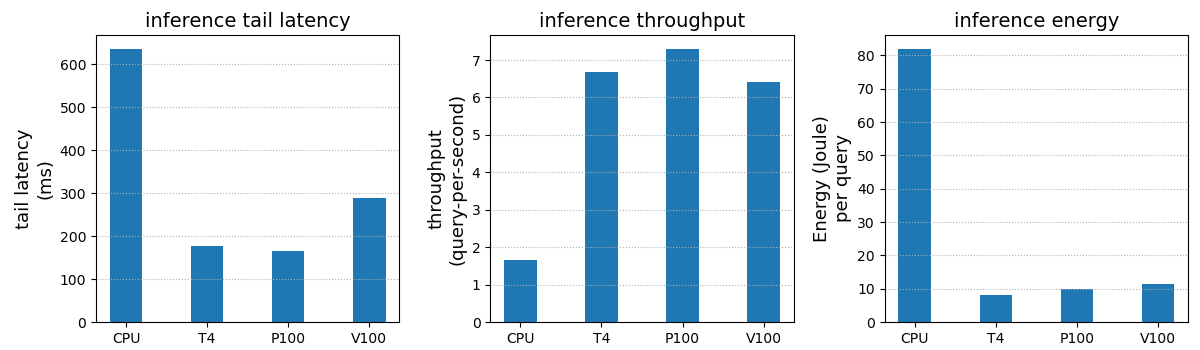 inference tail latency
tail latency
(ms)
600
500
400
300
200
100
0
CPU
T4
P100
V100
inference throughput
throughput
(query-per-second)
7
6
5
4
3
2
1
0
CPU
T4
P100
V100
inference energy
Energy (Joule)
per query
80
70
60
50
40
30
20
10
0
CPU
T4
P100
V100